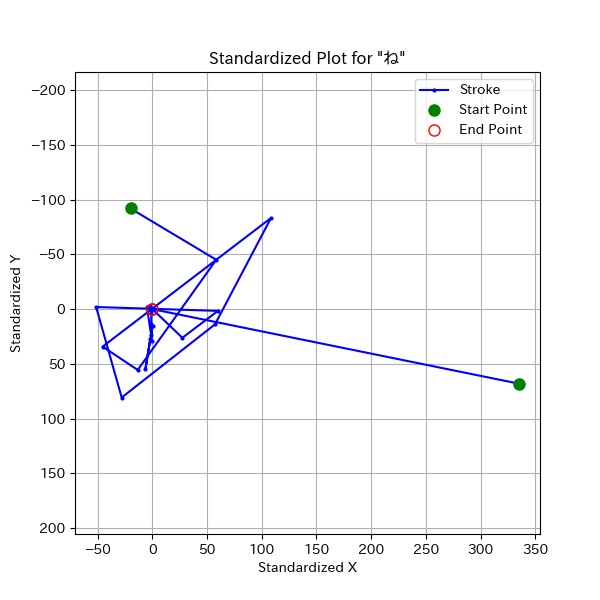 Standardized Plot for "ね"
Stroke
Start Point
End Point
Standardized Y
−200
−150
−100
−50
0
50
100
150
200
−50 0 50 100 150 200 250 300 350
Standardized X